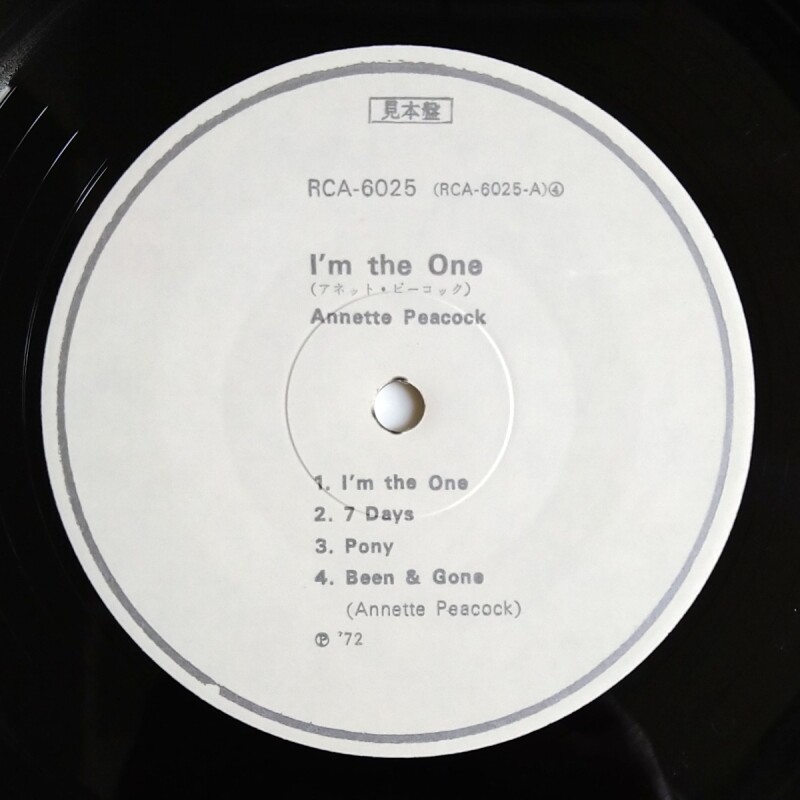 見本盤
RCA-6025 (RCA-6025-A)④
I'm the One
(アネット・ピーコック)
Annette Peacock
1. I'm the One
2. 7 Days
3. Pony
4. Been & Gone
(Annette Peacock)
Ⓟ '72